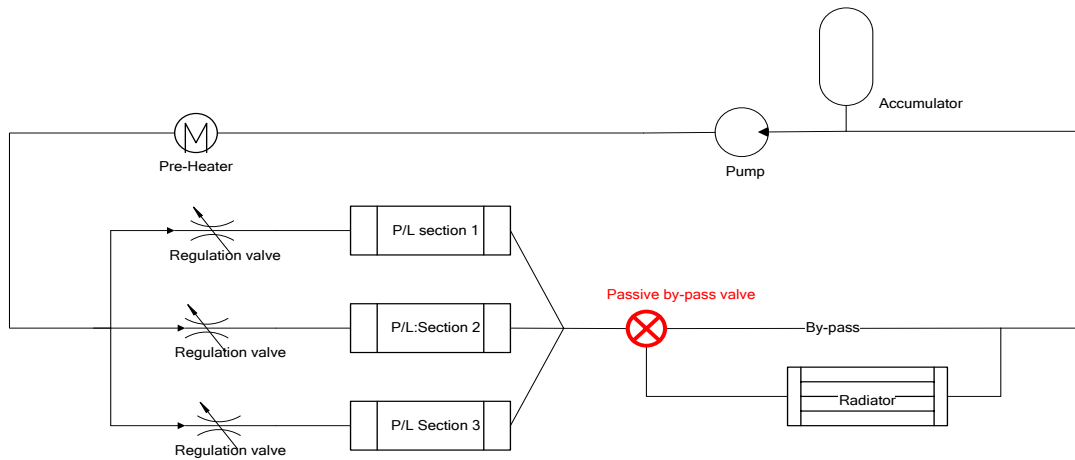 Accumulator
Pre-Heater
Pump
P/L section 1
Regulation valve
Passive by-pass valve
P/L:Section 2
By-pass
Regulation valve
Radiator
P/L Section 3
Regulation valve